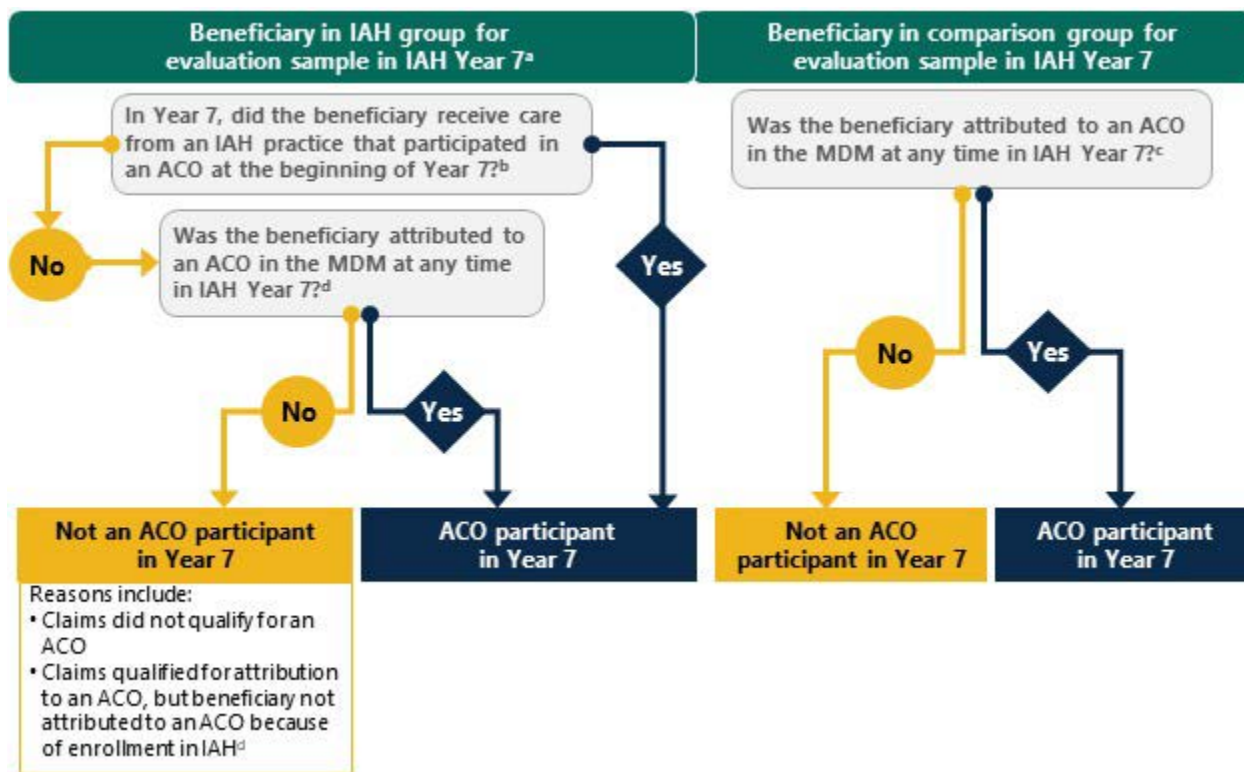 Beneficiary in IAH group for
evaluation sample in IAH Year 7ᵃ
Beneficiary in comparison group for
evaluation sample in IAH Year 7
In Year 7, did the beneficiary receive care
from an IAH practice that participated in
an ACO at the beginning of Year 7?ᵇ
Was the beneficiary attributed to an ACO
in the MDM at any time in IAH Year 7?ᶜ
No
Was the beneficiary attributed to
an ACO in the MDM at any time
in IAH Year 7?ᵈ
Yes
No
Yes
No
Yes
Not an ACO participant
in Year 7
ACO participant
in Year 7
Not an ACO
participant in Year 7
ACO participant
in Year 7
Reasons include:
• Claims did not qualify for an
ACO
• Claims qualified for attribution
to an ACO, but beneficiary not
attributed to an ACO because
of enrollment in IAHᵈ